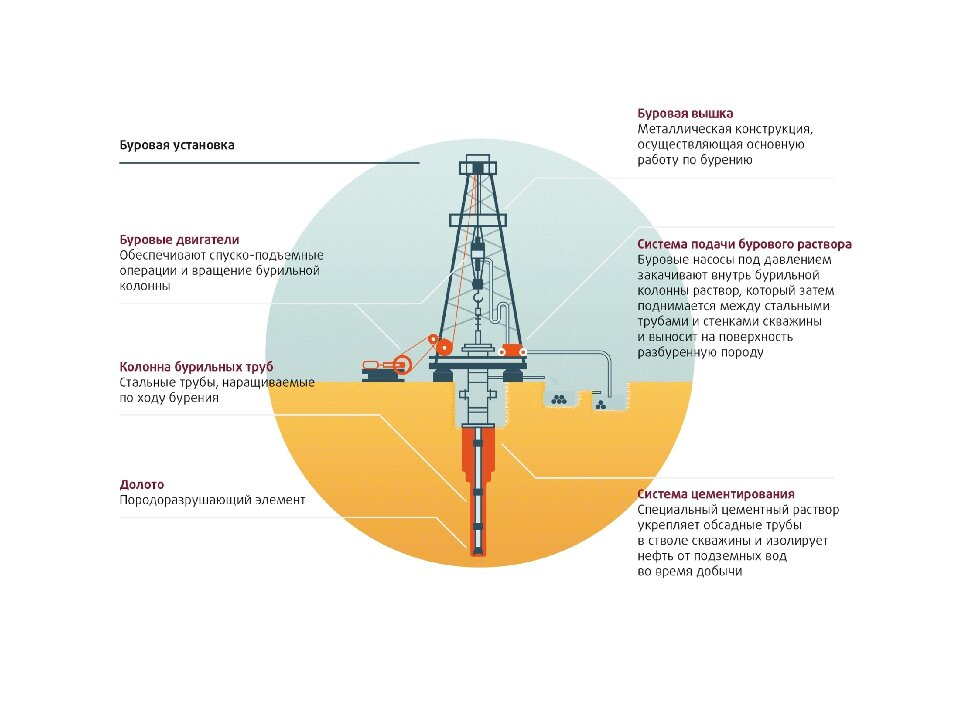 Буровая установка
Буровые двигатели
Обеспечивают спуско-подъемные
операции и вращение бурильной
колонны
Колонна бурильных труб
Стальные трубы, наращиваемые
по ходу бурения
Долото
Породоразрушающий элемент
Буровая вышка
Металлическая конструкция,
осуществляющая основную
работу по бурению
Система подачи бурового раствора
Буровые насосы под давлением
закачивают внутрь бурильной
колонны раствор, который затем
поднимается между стальными
трубами и стенками скважины
и выносит на поверхность
разбуренную породу
Система цементирования
Специальный цементный раствор
укрепляет обсадные трубы
в стволе скважины и изолирует
нефть от подземных вод
во время добычи